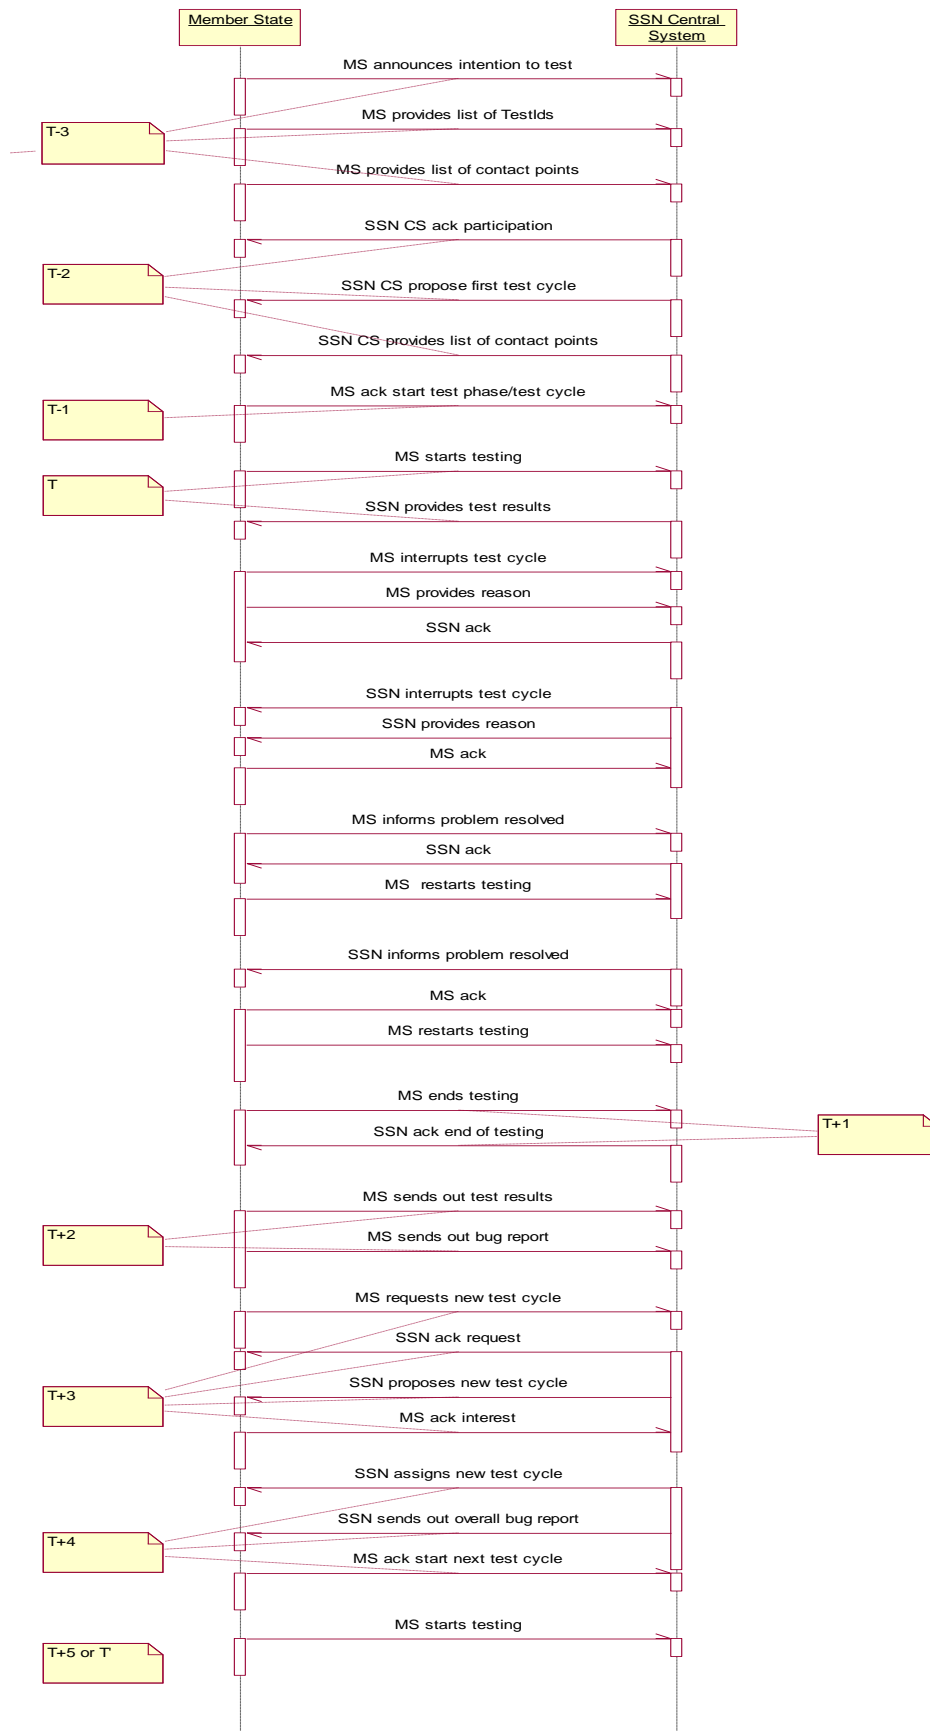 Member State
SSN Central
System
MS announces intention to test
MS provides list of TestIds
T-3
MS provides list of contact points
SSN CS ack participation
T-2
SSN CS propose first test cycle
SSN CS provides list of contact points
MS ack start test phase/test cycle
T-1
MS starts testing
T
SSN provides test results
MS interrupts test cycle
MS provides reason
SSN ack
SSN interrupts test cycle
SSN provides reason
MS ack
MS informs problem resolved
SSN ack
MS restarts testing
SSN informs problem resolved
MS ack
MS restarts testing
MS ends testing
T+1
SSN ack end of testing
MS sends out test results
T+2
MS sends out bug report
MS requests new test cycle
SSN ack request
SSN proposes new test cycle
T+3
MS ack interest
SSN assigns new test cycle
SSN sends out overall bug report
T+4
MS ack start next test cycle
MS starts testing
T+5 or T'